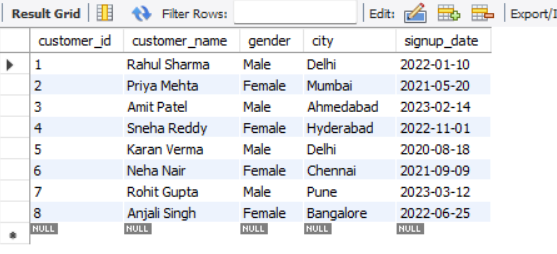 Result Grid Filter Rows: Edit: Export/I
customer_id customer_name gender city signup_date
1 Rahul Sharma Male Delhi 2022-01-10
2 Priya Mehta Female Mumbai 2021-05-20
3 Amit Patel Male Ahmedabad 2023-02-14
4 Sneha Reddy Female Hyderabad 2022-11-01
5 Karan Verma Male Delhi 2020-08-18
6 Neha Nair Female Chennai 2021-09-09
7 Rohit Gupta Male Pune 2023-03-12
8 Anjali Singh Female Bangalore 2022-06-25
NULL NULL NULL NULL NULL